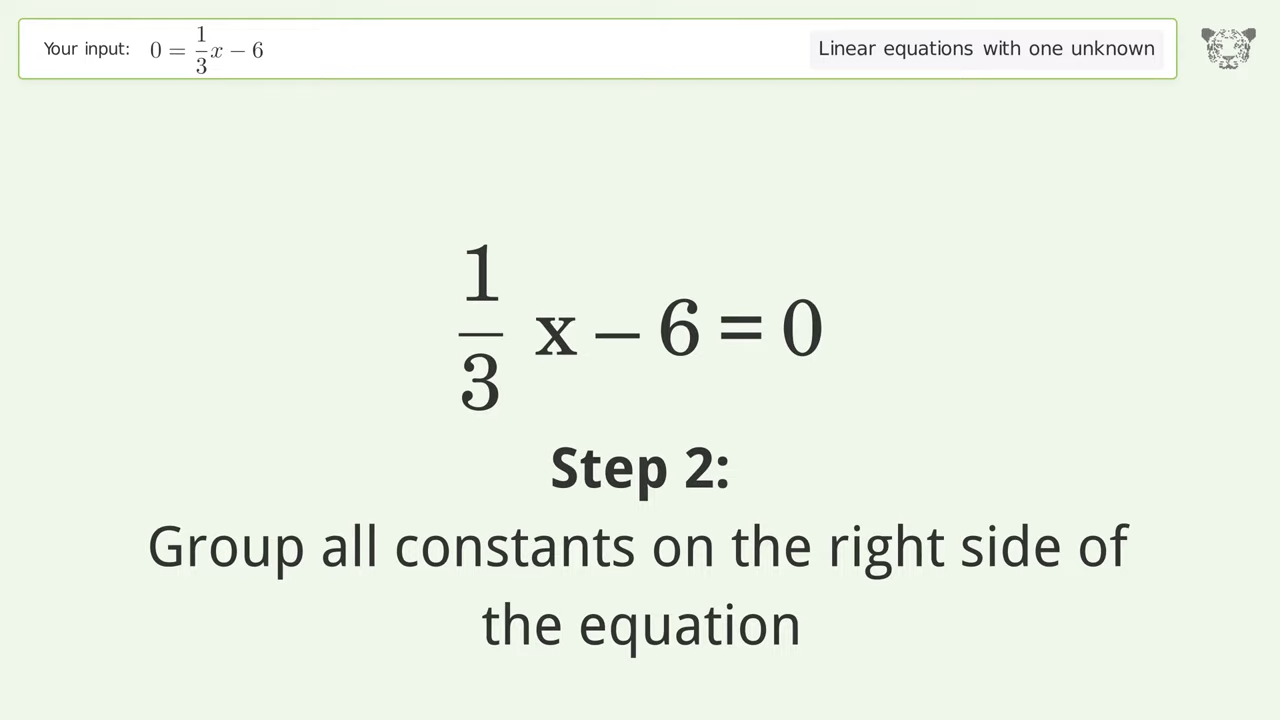 Your input: 0 = 1/3 x − 6
Linear equations with one unknown
1/3 x − 6 = 0
Step 2:
Group all constants on the right side of
the equation